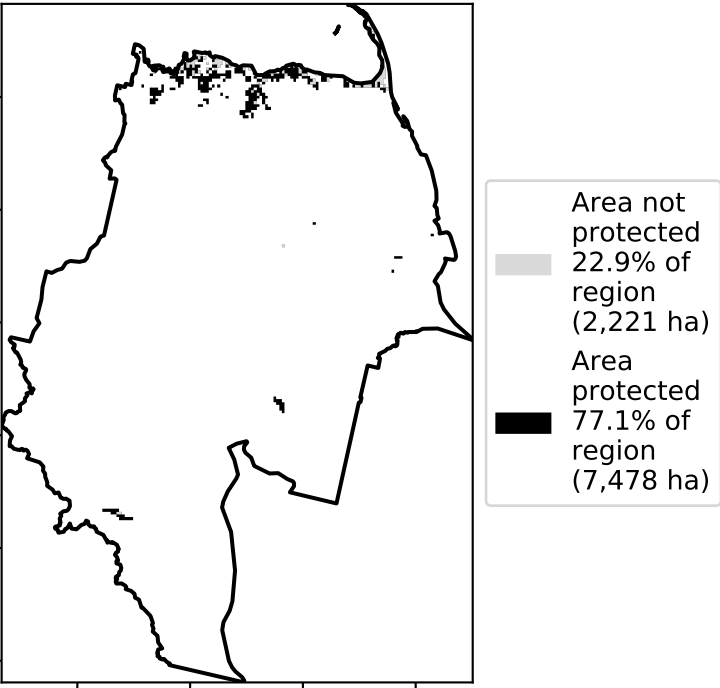 Area not
protected
22.9% of
region
(2,221 ha)
Area
protected
77.1% of
region
(7,478 ha)